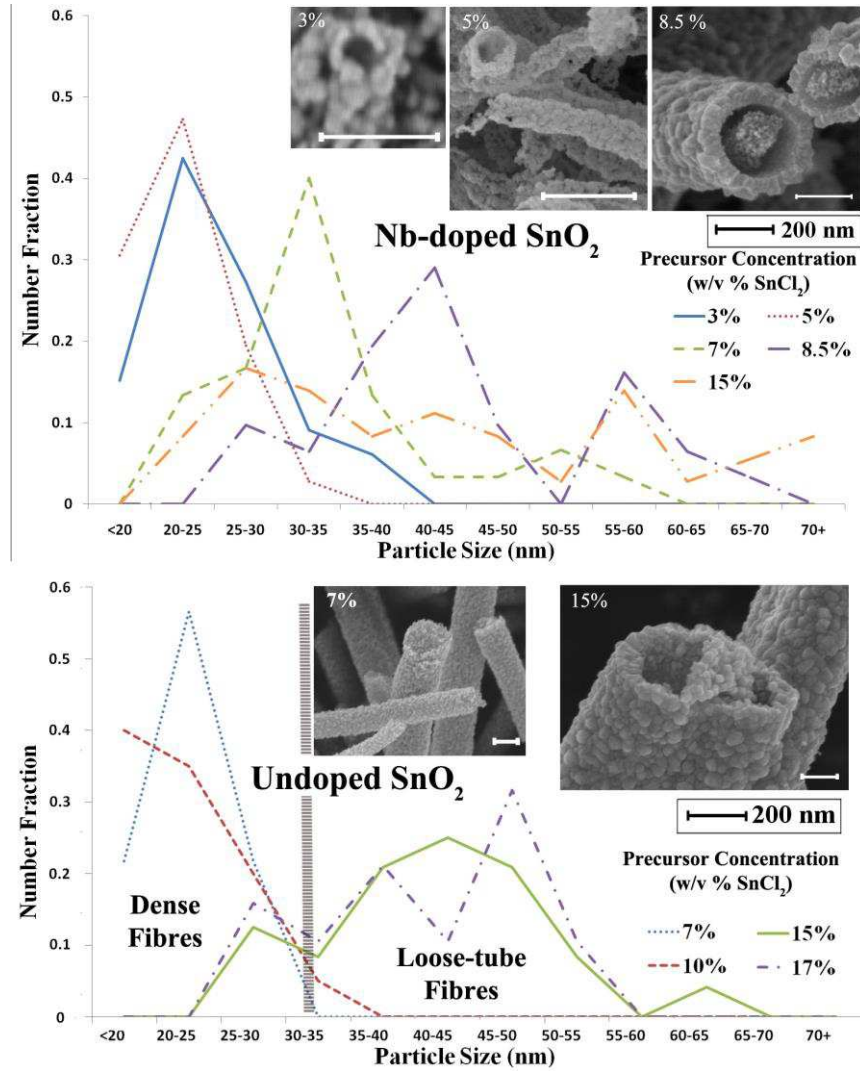 0.6
0.5
0.4
0.3
0.2
0.1
0
Number Fraction
3%
5%
8.5 %
Nb-doped SnO₂
200 nm
Precursor Concentration
(w/v % SnCl₂)
3%
5%
7%
8.5%
15%
<20 20-25 25-30 30-35 35-40 40-45 45-50 50-55 55-60 60-65 65-70 70+
Particle Size (nm)
0.6
0.5
0.4
0.3
0.2
0.1
0
Number Fraction
7%
15%
Undoped SnO₂
200 nm
Precursor Concentration
(w/v % SnCl₂)
7%
15%
10%
17%
Dense
Fibres
Loose-tube
Fibres
<20 20-25 25-30 30-35 35-40 40-45 45-50 50-55 55-60 60-65 65-70 70+
Particle Size (nm)